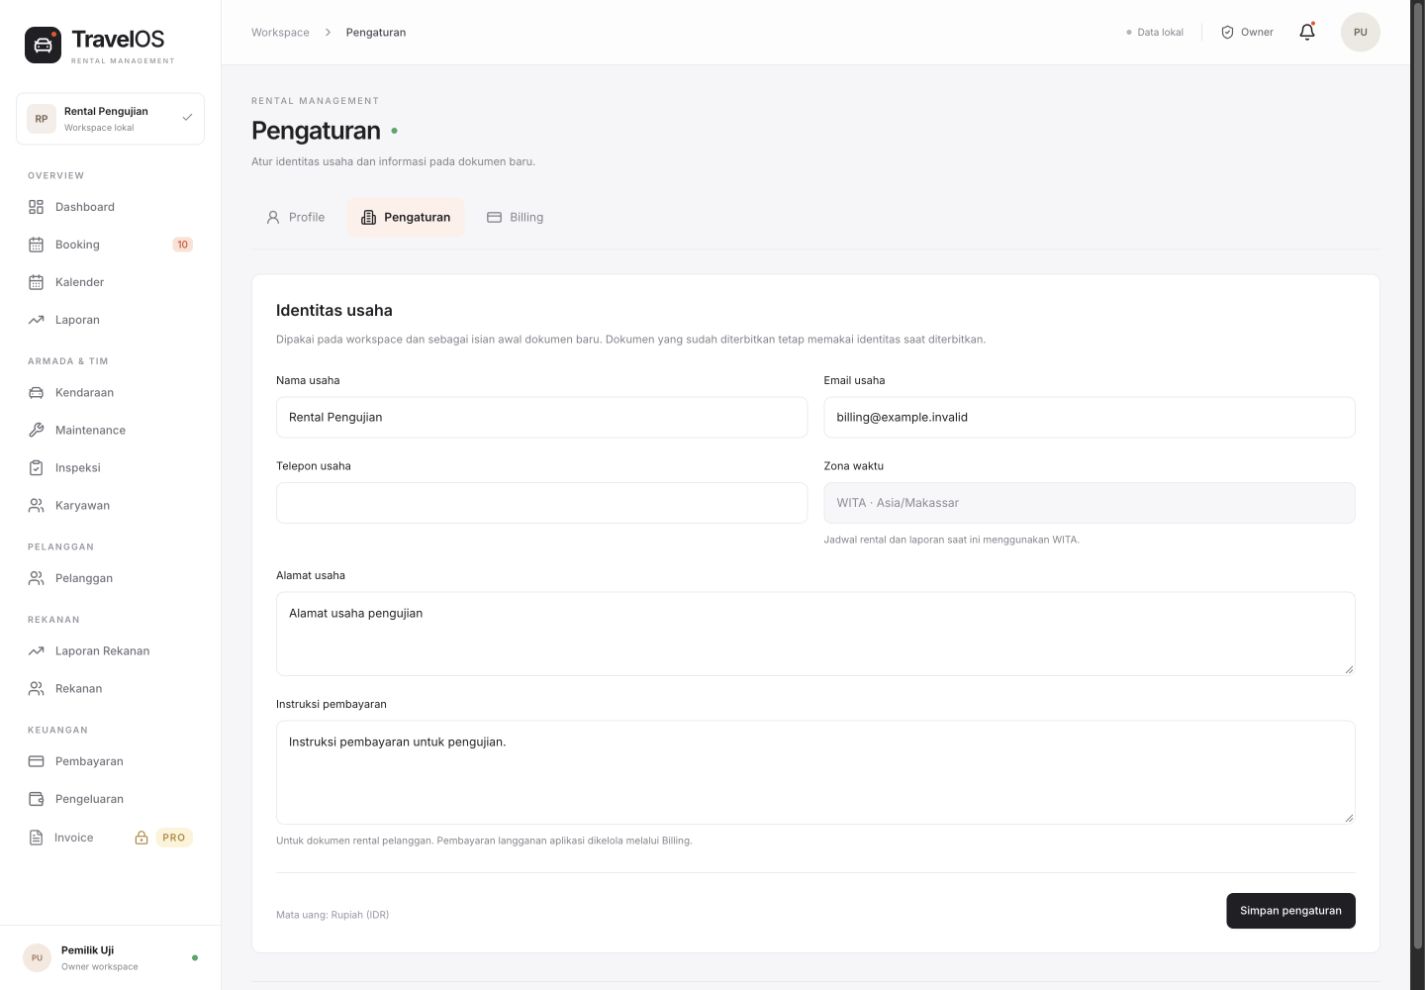 TravelOS
RENTAL MANAGEMENT
RP
Rental Pengujian
Workspace lokal
OVERVIEW
Dashboard
Booking 10
Kalender
Laporan
ARMADA & TIM
Kendaraan
Maintenance
Inspeksi
Karyawan
PELANGGAN
Pelanggan
REKANAN
Laporan Rekanan
Rekanan
KEUANGAN
Pembayaran
Pengeluaran
Invoice PRO
PU
Pemilik Uji
Owner workspace
Workspace > Pengaturan
Data lokal
Owner
PU
RENTAL MANAGEMENT
Pengaturan
Atur identitas usaha dan informasi pada dokumen baru.
Profile Pengaturan Billing
Identitas usaha
Dipakai pada workspace dan sebagai isian awal dokumen baru. Dokumen yang sudah diterbitkan tetap memakai identitas saat diterbitkan.
Nama usaha
Rental Pengujian
Email usaha
billing@example.invalid
Telepon usaha
Zona waktu
WITA · Asia/Makassar
Jadwal rental dan laporan saat ini menggunakan WITA.
Alamat usaha
Alamat usaha pengujian
Instruksi pembayaran
Instruksi pembayaran untuk pengujian.
Untuk dokumen rental pelanggan. Pembayaran langganan aplikasi dikelola melalui Billing.
Mata uang: Rupiah (IDR)
Simpan pengaturan